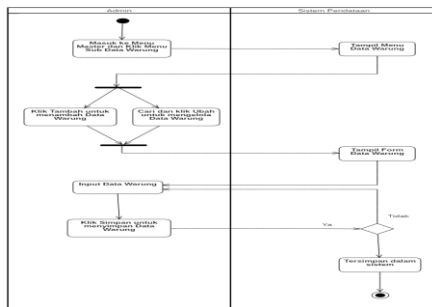 Admin
Sistem Pendataan
Masuk ke Menu
Master dan Klik Menu
Sub Data Warung
Tampil Menu
Data Warung
Klik Tambah untuk
menambah Data
Warung
Cari dan klik Ubah
untuk mengelola
Data Warung
Tampil Form
Data Warung
Input Data Warung
Klik Simpan untuk
menyimpan Data
Warung
Tidak
Ya
Tersimpan dalam
sistem